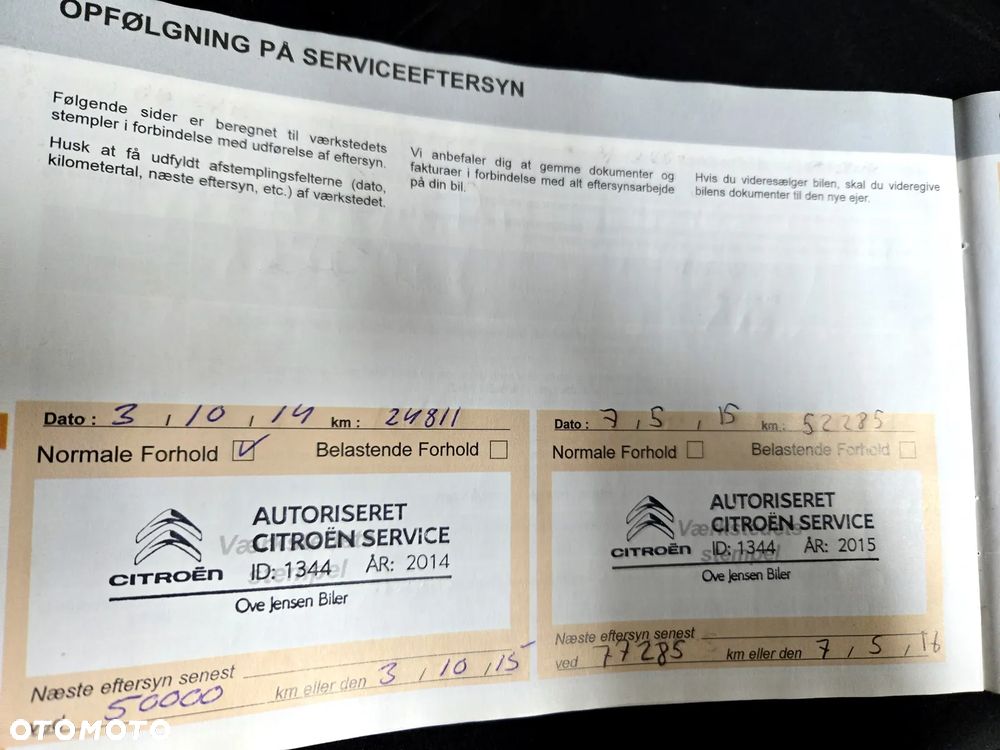 OPFØLGNING PÅ SERVICEEFTERSYN
Følgende sider er beregnet til værkstedets
stempler i forbindelse med udførelse af eftersyn.
Husk at få udfyldt afstemplingsfelterne (dato,
kilometertal, næste eftersyn, etc.) af værkstedet.
Vi anbefaler dig at gemme dokumenter og
fakturaer i forbindelse med alt eftersynsarbejde
på din bil.
Hvis du videresælger bilen, skal du videregive
bilens dokumenter til den nye ejer.
Dato : 3 / 10 / 14 km : 24811
Normale Forhold ✓ Belastende Forhold
Værkstedets
stempel
AUTORISERET
CITROËN SERVICE
CITROËN
ID: 1344 ÅR: 2014
Ove Jensen Biler
Næste eftersyn senest
ved 50000 km eller den 3 / 10 / 15
Dato : 7 / 5 / 15 km : 52285
Normale Forhold Belastende Forhold
Værkstedets
stempel
AUTORISERET
CITROËN SERVICE
CITROËN
ID: 1344 ÅR: 2015
Ove Jensen Biler
Næste eftersyn senest
ved 77285 km eller den 7 / 5 / 16
OTOMOTO